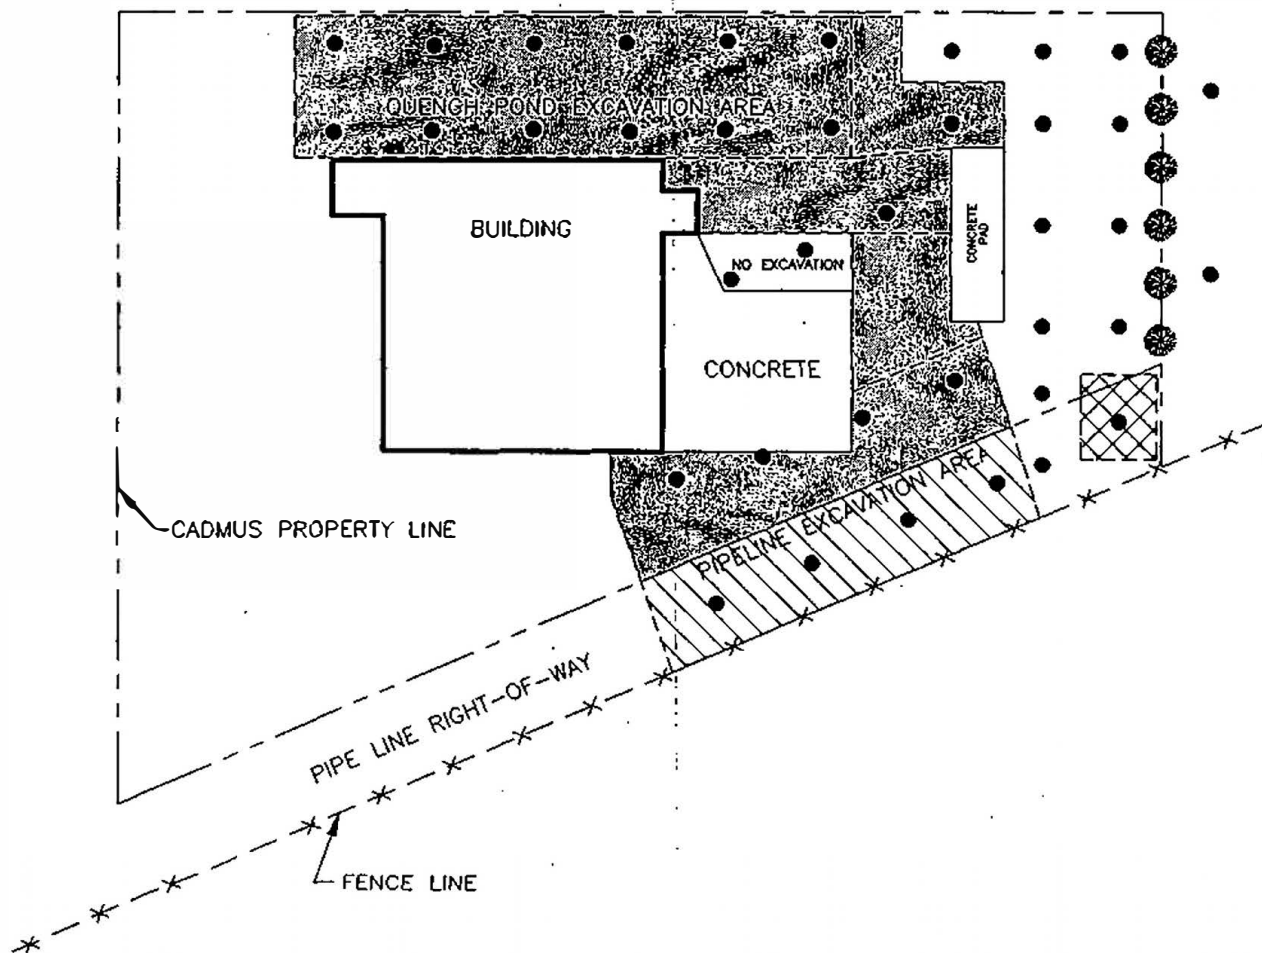 QUENCH POND EXCAVATION AREA
BUILDING
CONCRETE
PAD
NO EXCAVATION
CONCRETE
PIPELINE EXCAVATION AREA
CADMUS PROPERTY LINE
PIPE LINE RIGHT-OF-WAY
FENCE LINE